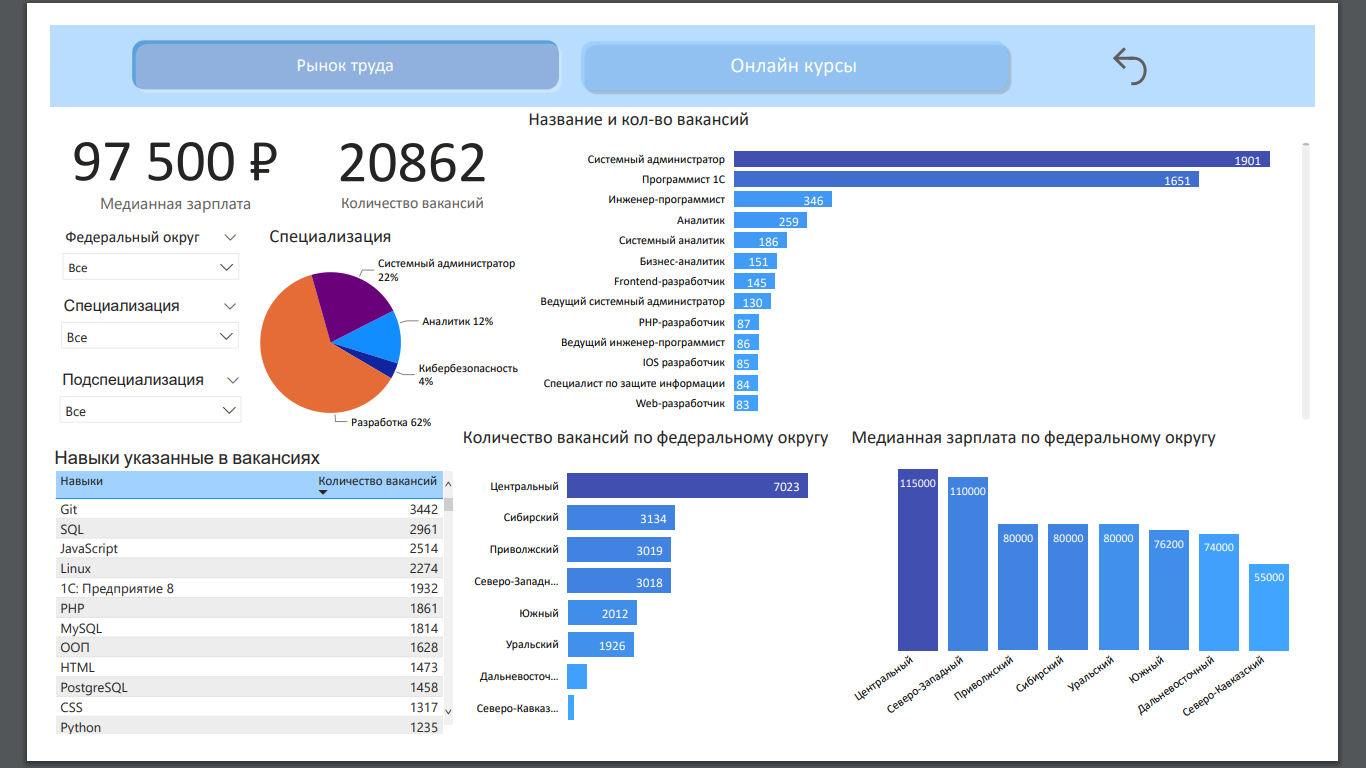 Рынок труда
Онлайн курсы
97 500 ₽
Медианная зарплата
20862
Количество вакансий
Федеральный округ
Все
Специализация
Все
Подспециализация
Все
Специализация
Системный администратор
22%
Аналитик 12%
Кибербезопасность
4%
Разработка 62%
Название и кол-во вакансий
Системный администратор 1901
Программист 1С 1651
Инженер-программист 346
Аналитик 259
Системный аналитик 186
Бизнес-аналитик 151
Frontend-разработчик 145
Ведущий системный администратор 130
PHP-разработчик 87
Ведущий инженер-программист 86
IOS разработчик 85
Специалист по защите информации 84
Web-разработчик 83
Навыки указанные в вакансиях
Навыки Количество вакансий
Git 3442
SQL 2961
JavaScript 2514
Linux 2274
1С: Предприятие 8 1932
PHP 1861
MySQL 1814
ООП 1628
HTML 1473
PostgreSQL 1458
CSS 1317
Python 1235
Количество вакансий по федеральному округу
Центральный 7023
Сибирский 3134
Приволжский 3019
Северо-Западн... 3018
Южный 2012
Уральский 1926
Дальневосточ...
Северо-Кавказ...
Медианная зарплата по федеральному округу
115000
110000
80000
80000
80000
76200
74000
55000
Центральный
Северо-Западный
Приволжский
Сибирский
Уральский
Южный
Дальневосточный
Северо-Кавказский